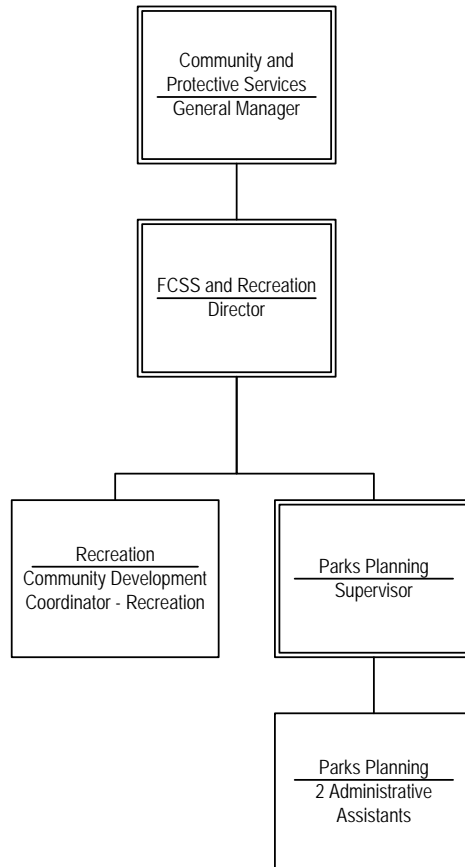 Community and
Protective Services
General Manager
FCSS and Recreation
Director
Recreation
Community Development
Coordinator - Recreation
Parks Planning
Supervisor
Parks Planning
2 Administrative
Assistants